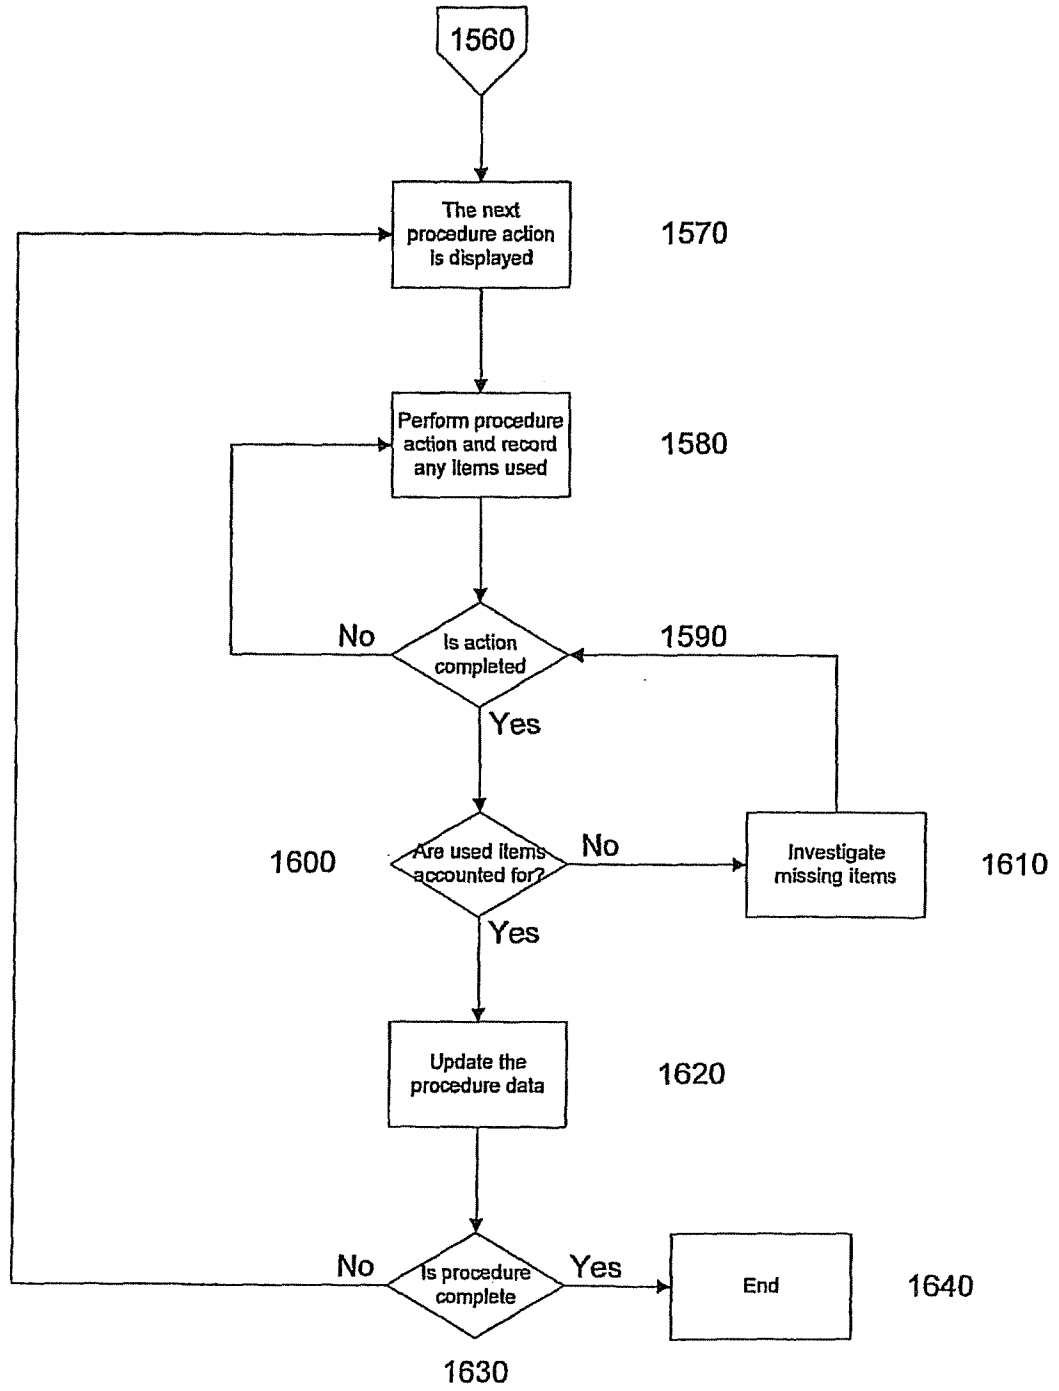 1560
The next
procedure action
is displayed
1570
Perform procedure
action and record
any items used
1580
No
Is action
completed
1590
Yes
1600
Are used items
accounted for?
No
Investigate
missing items
1610
Yes
Update the
procedure data
1620
No
Is procedure
complete
Yes
End
1640
1630